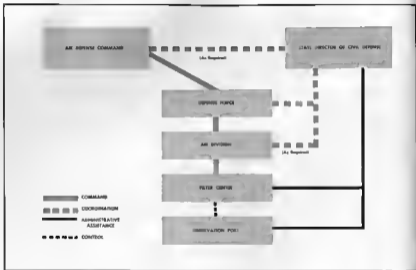 AIR DEFENSE COMMAND
STATE DIRECTOR OF CIVIL DEFENSE
(As Required)
DEFENSE FORCE
AIR DIVISION
(As Required)
FILTER CENTER
OBSERVATION POST
COMMAND
COORDINATION
ADMINISTRATIVE
ASSISTANCE
CONTROL